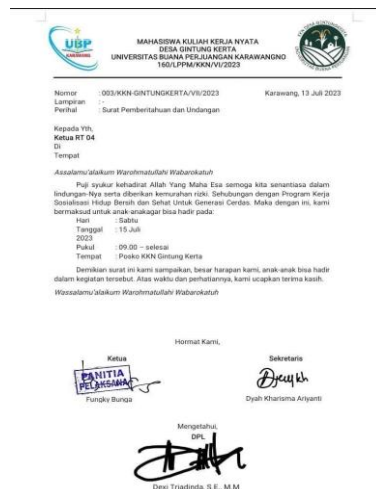 UBP
KARAWANG
MAHASISWA KULIAH KERJA NYATA
DESA GINTUNG KERTA
UNIVERSITAS BUANA PERJUANGAN KARAWANGNO
160/LPPM/KKN/VI/2023
Nomor : 003/KKN-GINTUNGKERTA/VII/2023 Karawang, 13 Juli 2023
Lampiran : -
Perihal : Surat Pemberitahuan dan Undangan
Kepada Yth,
Ketua RT 04
Di
Tempat
Assalamu'alaikum Warohmatullahi Wabarokatuh
Puji syukur kehadirat Allah Yang Maha Esa semoga kita senantiasa dalam
lindungan-Nya serta diberikan kemurahan rizki. Sehubungan dengan Program Kerja
Sosialisasi Hidup Bersih dan Sehat Untuk Generasi Cerdas. Maka dengan ini, kami
bermaksud untuk anak-anakagar bisa hadir pada:
Hari : Sabtu
Tanggal : 15 Juli
2023
Pukul : 09.00 – selesai
Tempat : Posko KKN Gintung Kerta
Demikian surat ini kami sampaikan, besar harapan kami, anak-anak bisa hadir
dalam kegiatan tersebut. Atas waktu dan perhatiannya, kami ucapkan terima kasih.
Wassalamu'alaikum Warohmatullahi Wabarokatuh
Hormat Kami,
Ketua Sekretaris
PANITIA
PELAKSANA
Fungky Bunga Dyah Kharisma Ariyanti
Mengetahui,
DPL
Dexi Triadinda, S.E., M.M